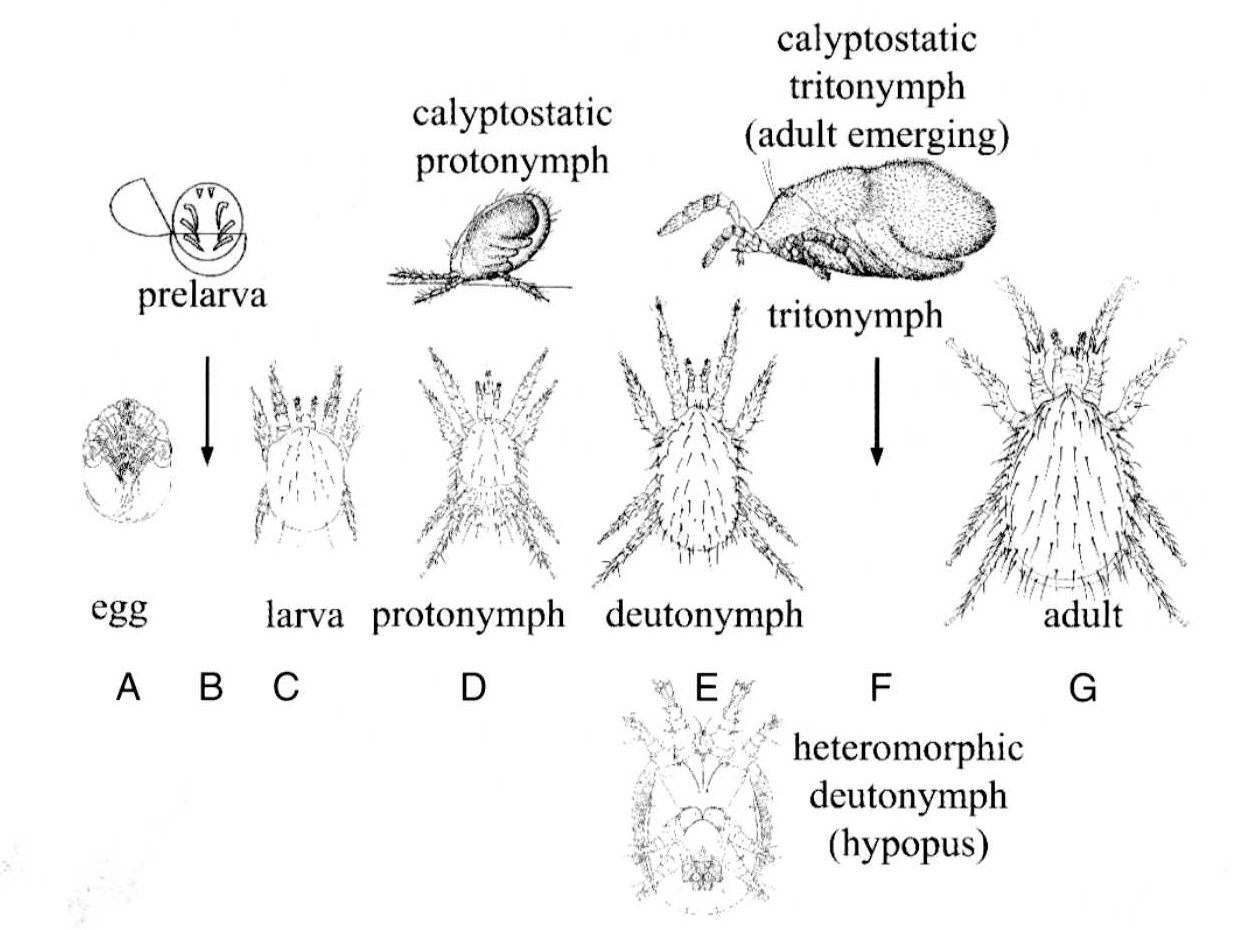 calyptostatic
tritonymph
(adult emerging)
calyptostatic
protonymph
prelarva
tritonymph
egg
larva
protonymph
deutonymph
adult
A
B
C
D
E
F
G
heteromorphic
deutonymph
(hypopus)